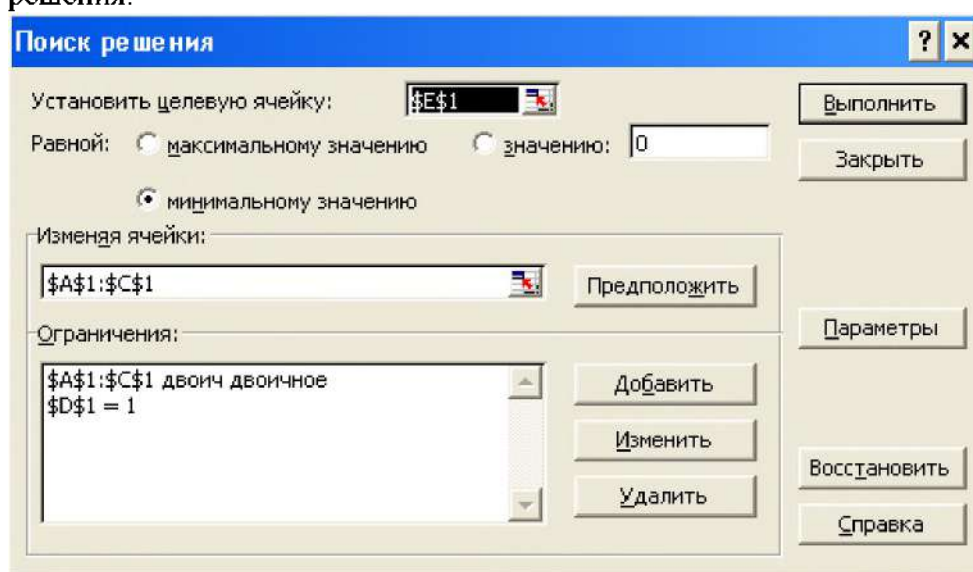 решения.
Поиск решения ? ×
Установить целевую ячейку: $E$1 Выполнить
Равной: максимальному значению значению: 0 Закрыть
минимальному значению
Изменяя ячейки:
$A$1:$C$1 Предположить
Ограничения: Параметры
$A$1:$C$1 двоич двоичное Добавить
$D$1 = 1
Изменить
Восстановить
Удалить
Справка